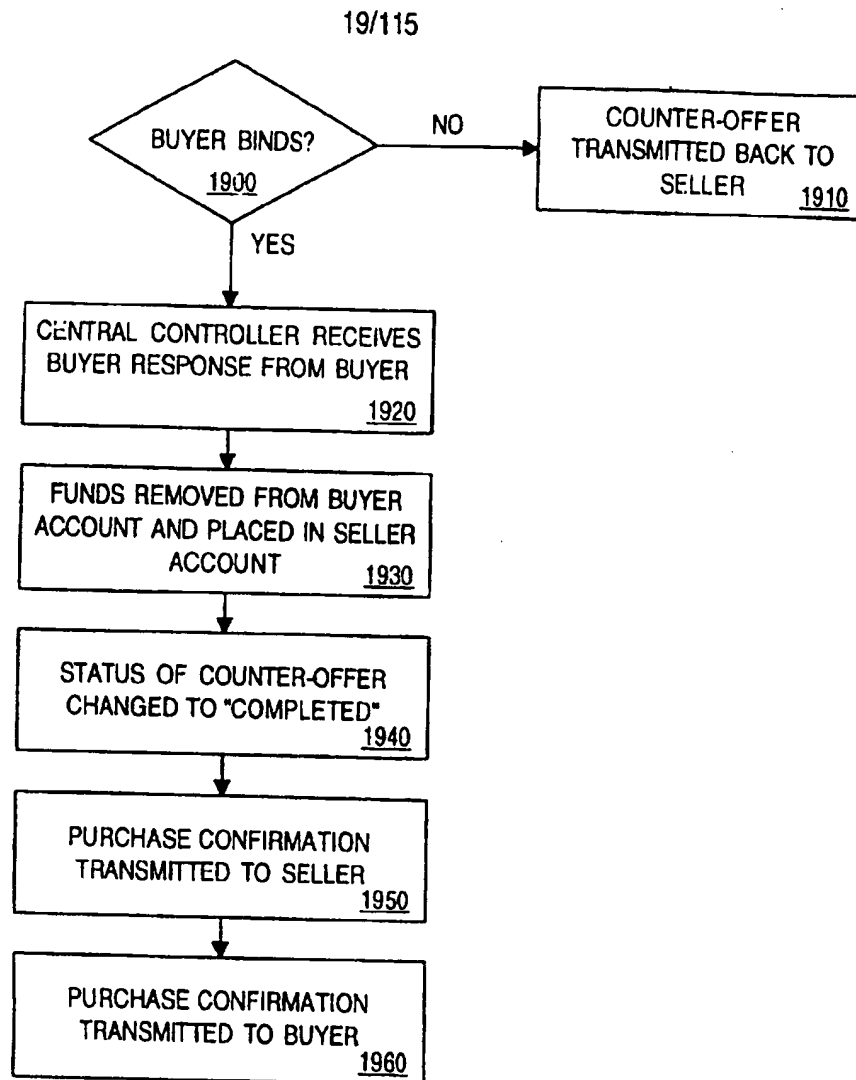 19/115
BUYER BINDS?
1900
NO
COUNTER-OFFER
TRANSMITTED BACK TO
SELLER
1910
YES
CENTRAL CONTROLLER RECEIVES
BUYER RESPONSE FROM BUYER
1920
FUNDS REMOVED FROM BUYER
ACCOUNT AND PLACED IN SELLER
ACCOUNT
1930
STATUS OF COUNTER-OFFER
CHANGED TO "COMPLETED"
1940
PURCHASE CONFIRMATION
TRANSMITTED TO SELLER
1950
PURCHASE CONFIRMATION
TRANSMITTED TO BUYER
1960